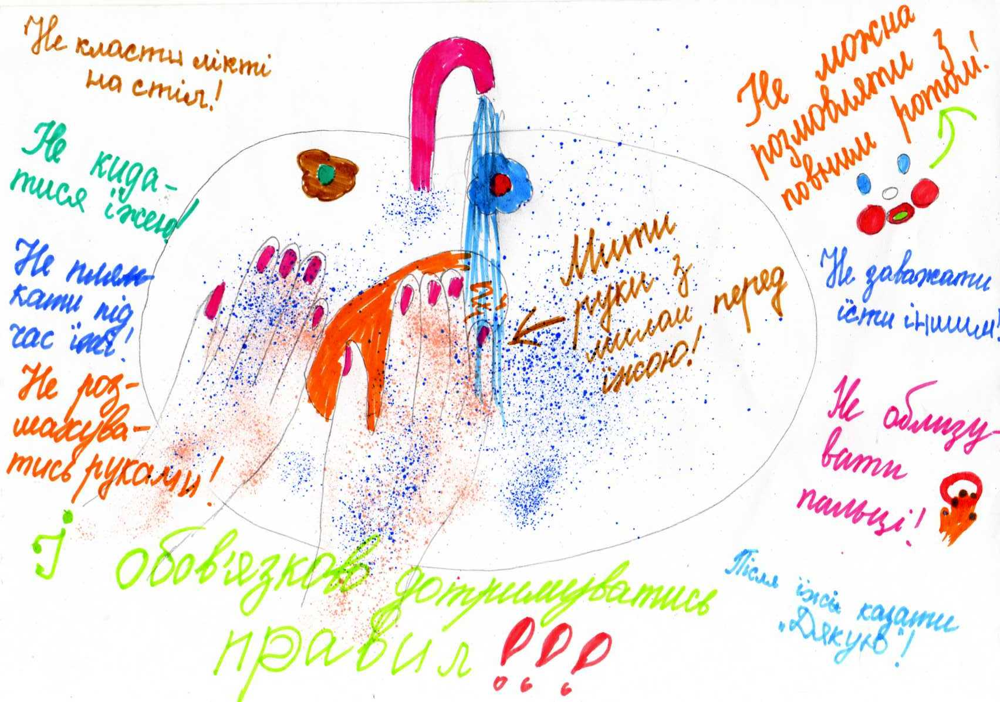 Не класти лікті
на стіл!
Не кида-
тися їжею!
Не плям-
кати під
час їжі!
Не роз-
махува-
тись руками!
Мити
руки з
милом перед
їжою!
Не можна
розмовляти з
повним ротом!
Не заважати
їсти іншим!
Не облизу-
вати
пальці!
Після їжі казати
„Дякую"!
І обов'язково дотримуватись
правил !!!